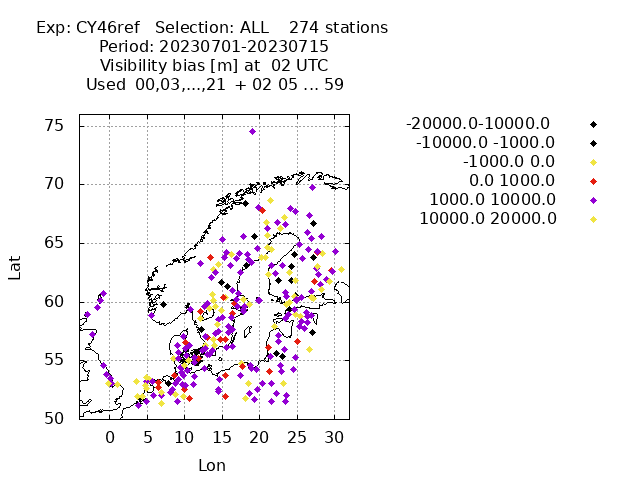 Exp: CY46ref   Selection: ALL    274 stations
Period: 20230701-20230715
Visibility bias [m] at  02 UTC
Used  00,03,...,21  + 02 05 ... 59
-20000.0-10000.0
-10000.0 -1000.0
-1000.0 0.0
0.0 1000.0
1000.0 10000.0
10000.0 20000.0
75
70
65
60
55
50
Lat
0 5 10 15 20 25 30
Lon